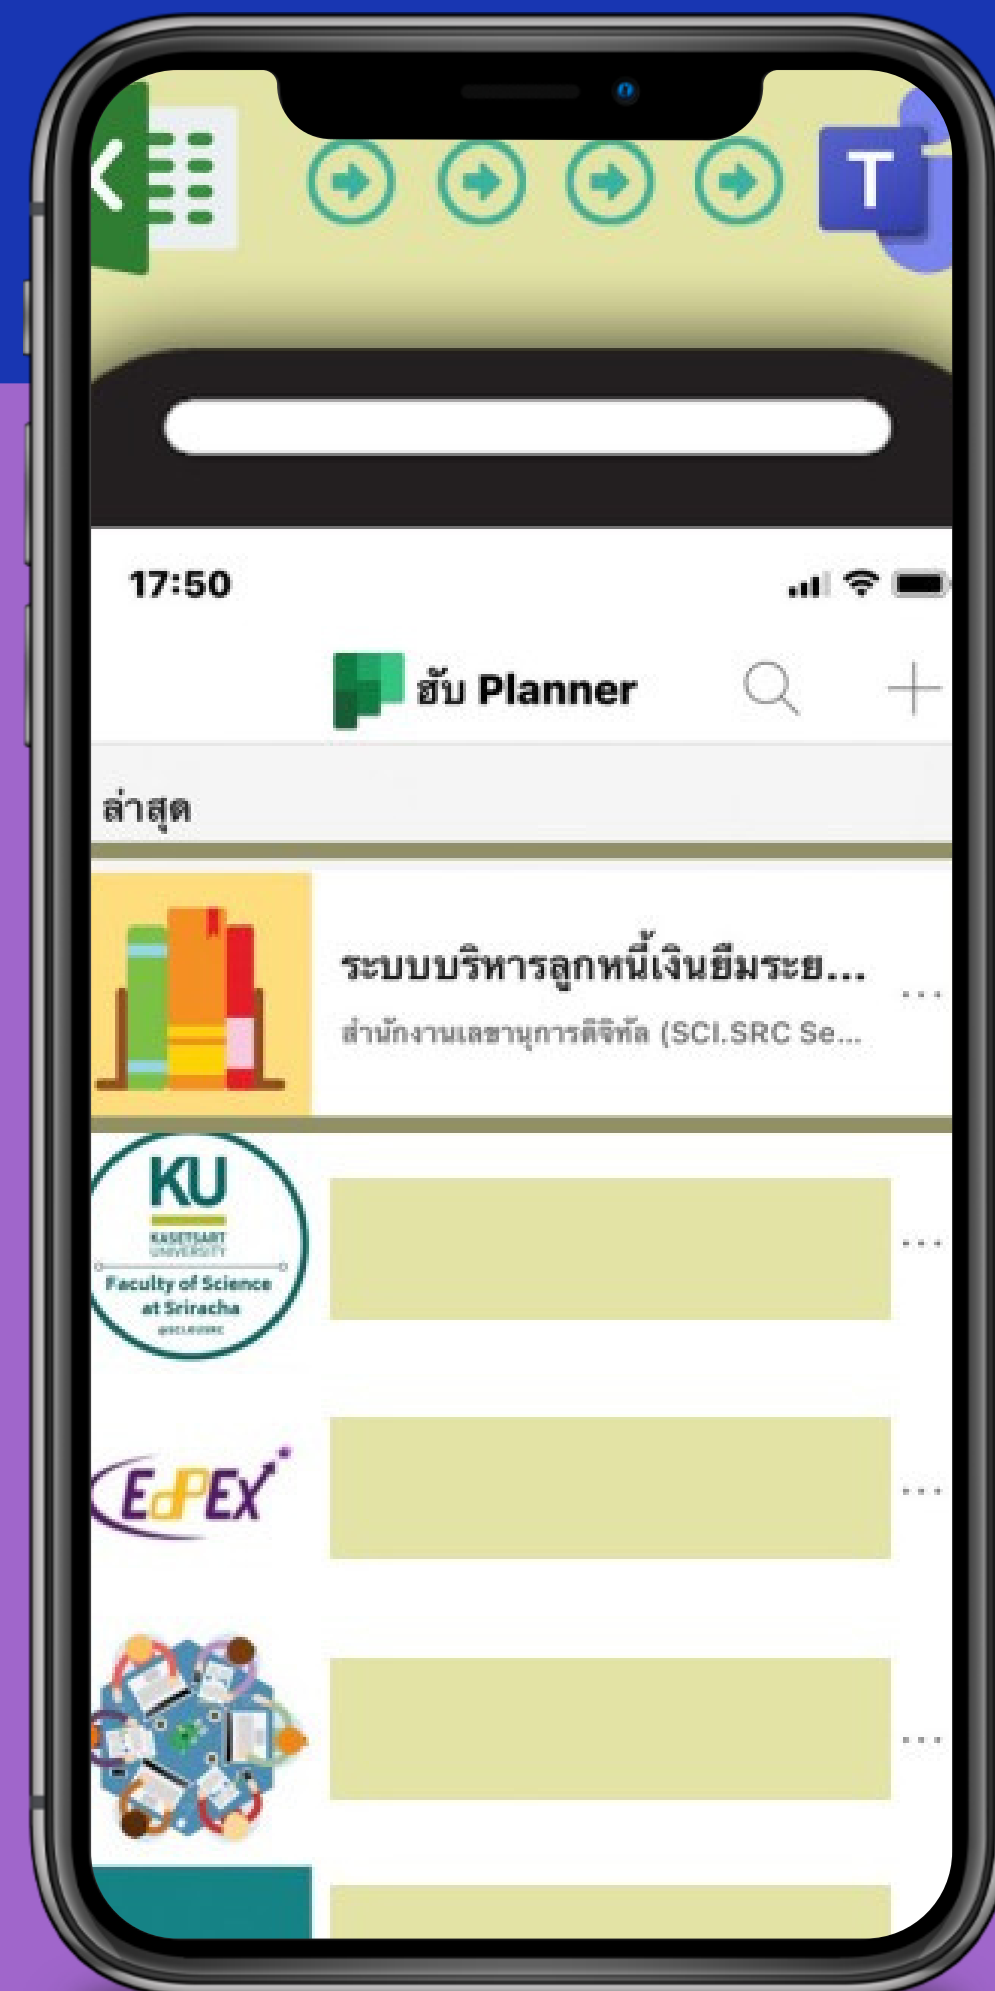 T
17:50
ฮับ Planner
ล่าสุด
ระบบบริหารลูกหนี้เงินยืมระย...
สำนักงานเลขานุการดิจิทัล (SCI.SRC Se...
KU
KASETSART
UNIVERSITY
Faculty of Science
at Sriracha
EdPEX